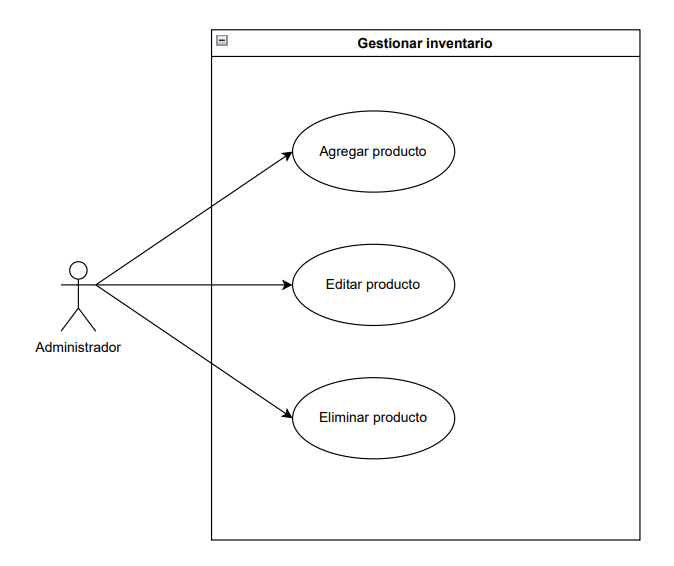 Gestionar inventario
Agregar producto
Editar producto
Administrador
Eliminar producto